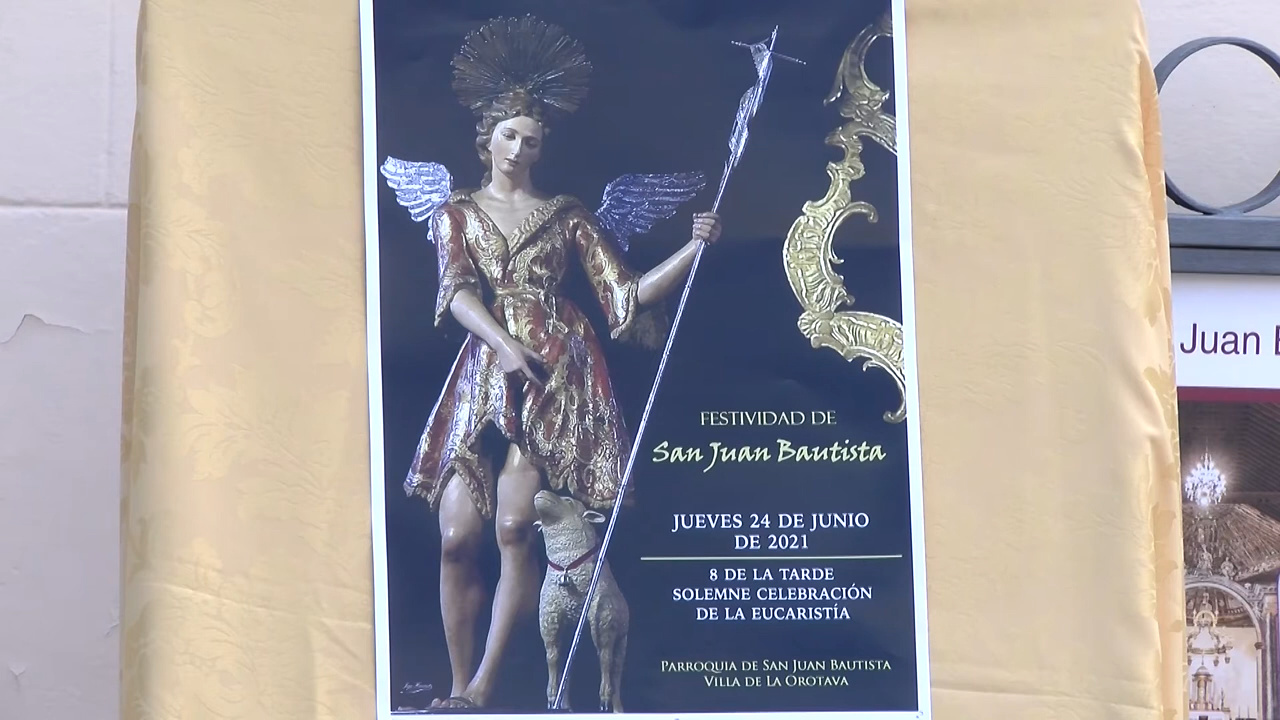 FESTIVIDAD DE
San Juan Bautista
JUEVES 24 DE JUNIO
DE 2021
8 DE LA TARDE
SOLEMNE CELEBRACIÓN
DE LA EUCARISTÍA
PARROQUIA DE SAN JUAN BAUTISTA
VILLA DE LA OROTAVA
Juan